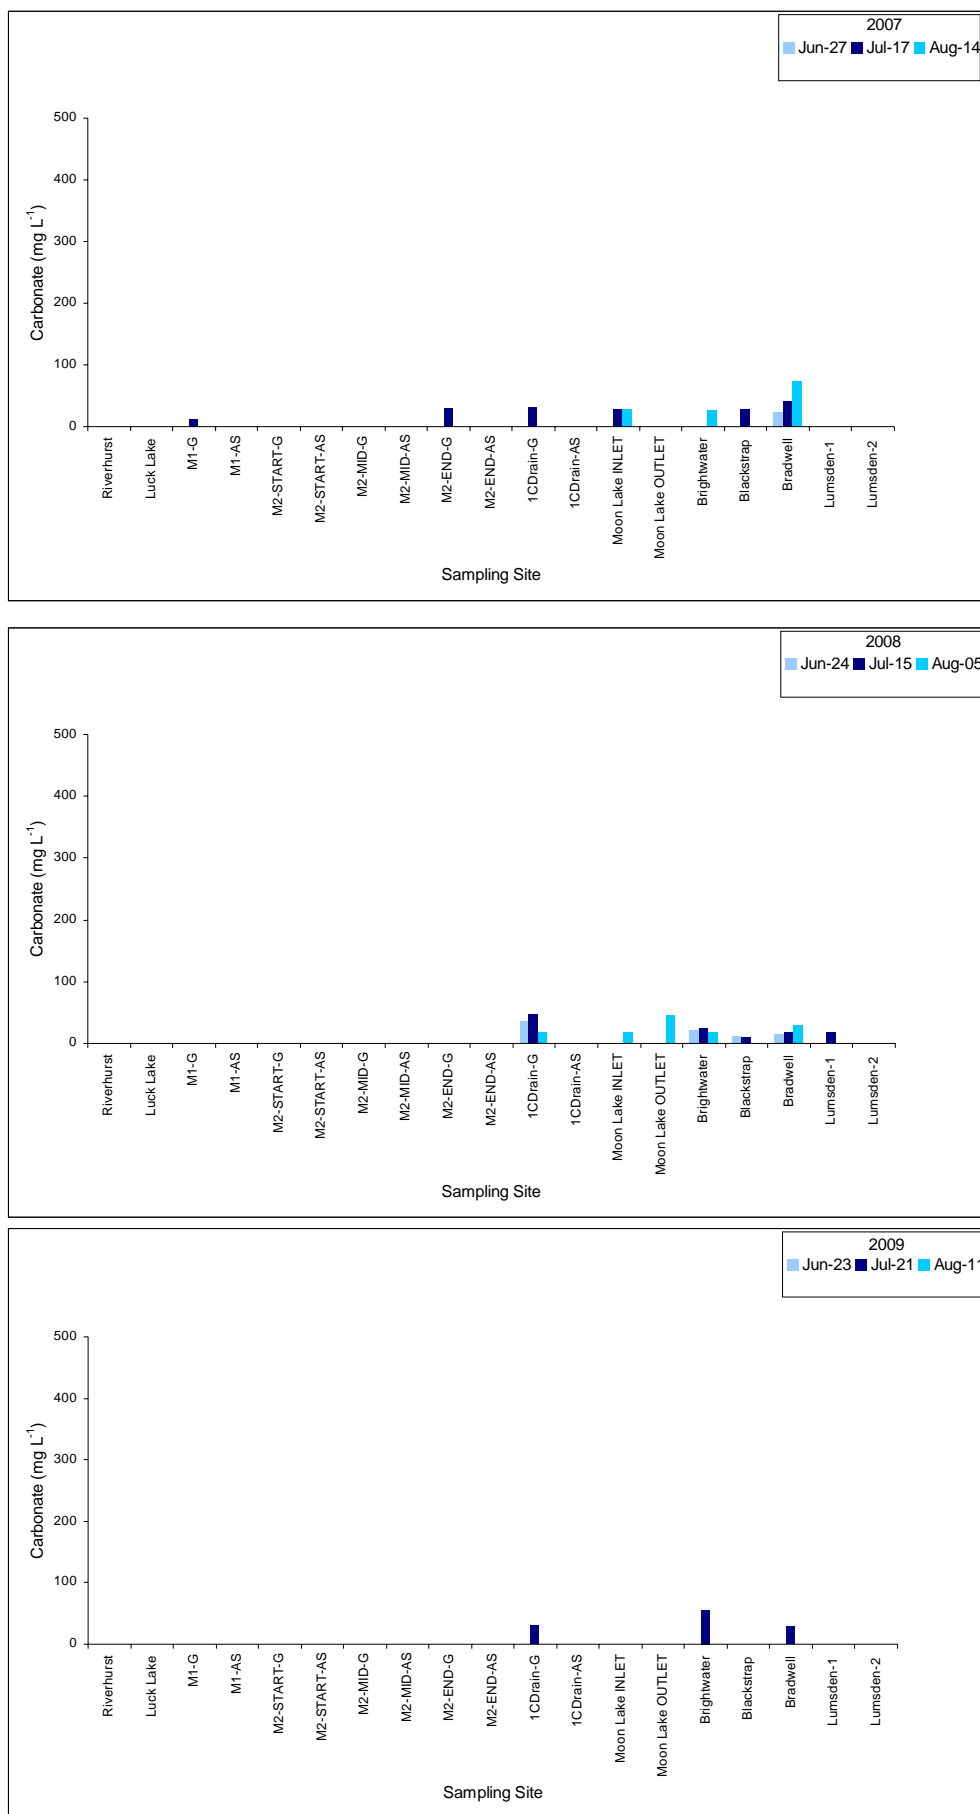 2007
Jun-27 Jul-17 Aug-14
500
400
300
200
100
0
Carbonate (mg L-1)
Riverhurst
Luck Lake
M1-G
M1-AS
M2-START-G
M2-START-AS
M2-MID-G
M2-MID-AS
M2-END-G
M2-END-AS
1CDrain-G
1CDrain-AS
Moon Lake INLET
Moon Lake OUTLET
Brightwater
Blackstrap
Bradwell
Lumsden-1
Lumsden-2
Sampling Site
2008
Jun-24 Jul-15 Aug-05
500
400
300
200
100
0
Carbonate (mg L-1)
Riverhurst
Luck Lake
M1-G
M1-AS
M2-START-G
M2-START-AS
M2-MID-G
M2-MID-AS
M2-END-G
M2-END-AS
1CDrain-G
1CDrain-AS
Moon Lake INLET
Moon Lake OUTLET
Brightwater
Blackstrap
Bradwell
Lumsden-1
Lumsden-2
Sampling Site
2009
Jun-23 Jul-21 Aug-11
500
400
300
200
100
0
Carbonate (mg L-1)
Riverhurst
Luck Lake
M1-G
M1-AS
M2-START-G
M2-START-AS
M2-MID-G
M2-MID-AS
M2-END-G
M2-END-AS
1CDrain-G
1CDrain-AS
Moon Lake INLET
Moon Lake OUTLET
Brightwater
Blackstrap
Bradwell
Lumsden-1
Lumsden-2
Sampling Site